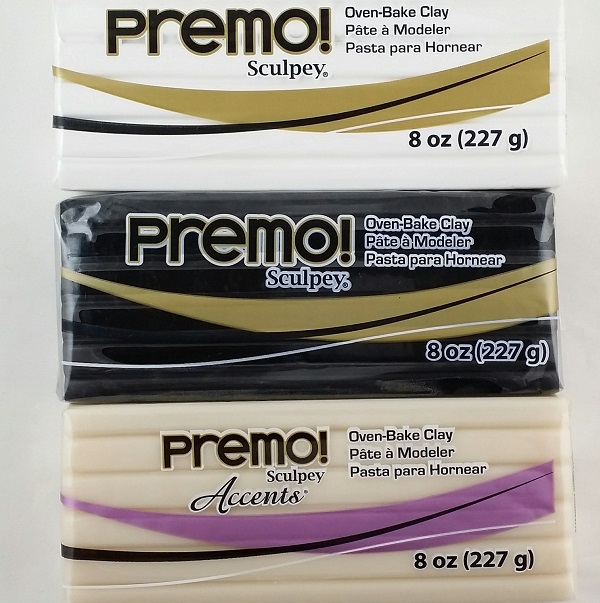 Premo!
Sculpey®
Oven-Bake Clay
Pâte à Modeler
Pasta para Hornear
8 oz (227 g)
Premo!
Sculpey®
Oven-Bake Clay
Pâte à Modeler
Pasta para Hornear
8 oz (227 g)
Premo!
Sculpey
Accents®
Oven-Bake Clay
Pâte à Modeler
Pasta para Hornear
8 oz (227 g)